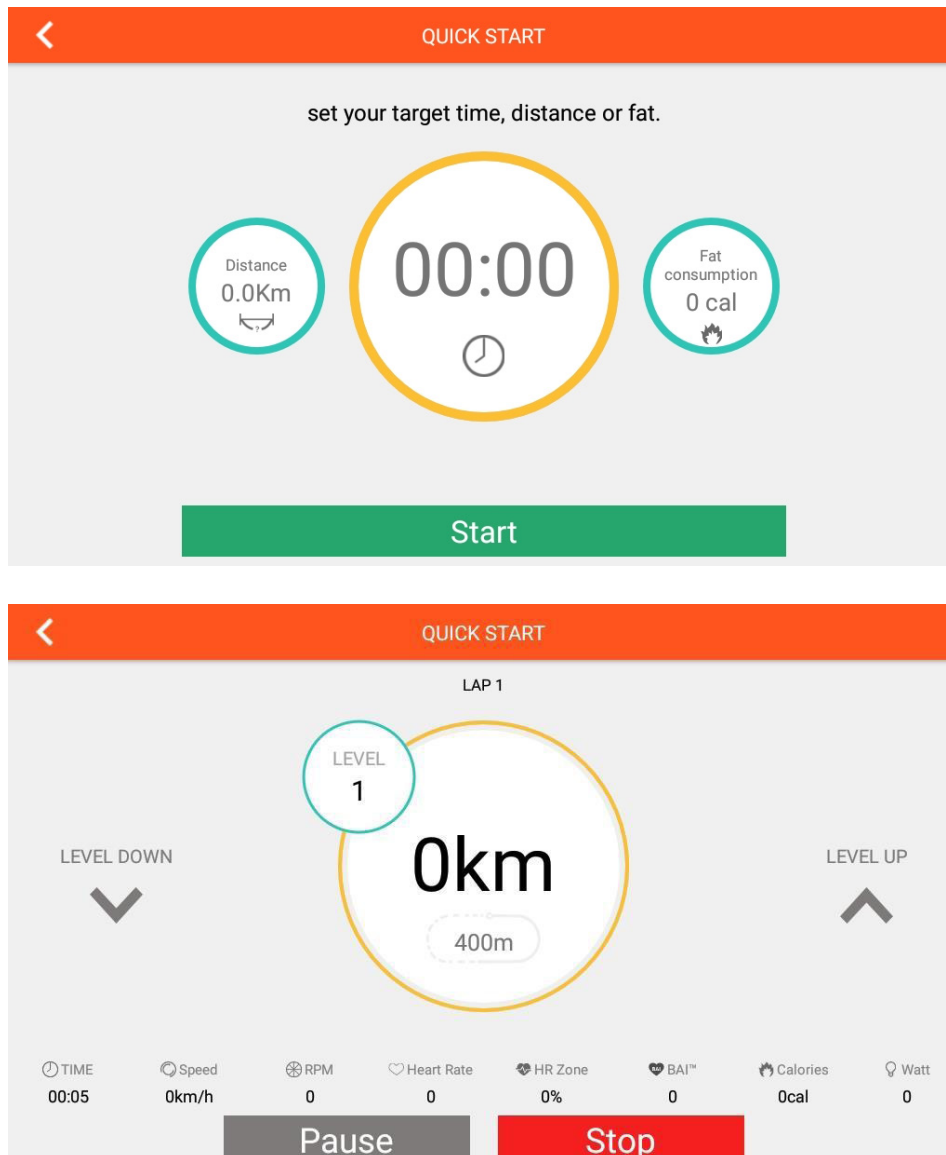 QUICK START
set your target time, distance or fat.
Distance
0.0Km
?
00:00
Fat
consumption
0 cal
Start
QUICK START
LAP 1
LEVEL
1
LEVEL DOWN
0km
400m
LEVEL UP
TIME Speed RPM Heart Rate HR Zone BAI™ Calories Watt
00:05 0km/h 0 0 0% 0 0cal 0
Pause Stop